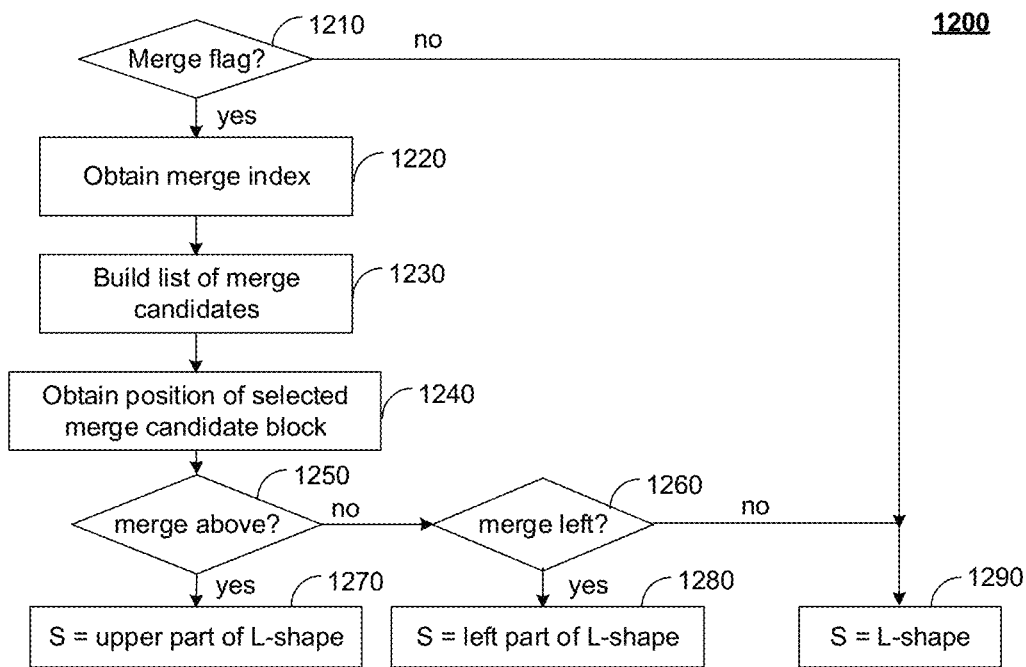 1200
1210
Merge flag?
no
yes
Obtain merge index
1220
Build list of merge
candidates
1230
Obtain position of selected
merge candidate block
1240
1250
merge above?
no
1260
merge left?
no
yes
1270
yes
1280
1290
S = upper part of L-shape
S = left part of L-shape
S = L-shape